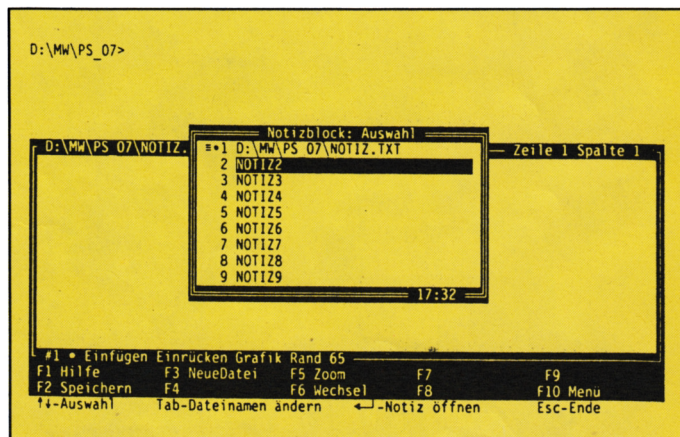 D:\MW\PS_07>
Notizblock: Auswahl
D:\MW\PS_07\NOTIZ.
≡•1 D:\MW\PS_07\NOTIZ.TXT
Zeile 1 Spalte 1
2 NOTIZ2
3 NOTIZ3
4 NOTIZ4
5 NOTIZ5
6 NOTIZ6
7 NOTIZ7
8 NOTIZ8
9 NOTIZ9
17:32
#1 • Einfügen Einrücken Grafik Rand 65
F1 Hilfe F3 NeueDatei F5 Zoom F7 F9
F2 Speichern F4 F6 Wechsel F8 F10 Menü
↑↓-Auswahl Tab-Dateinamen ändern ←┘-Notiz öffnen Esc-Ende